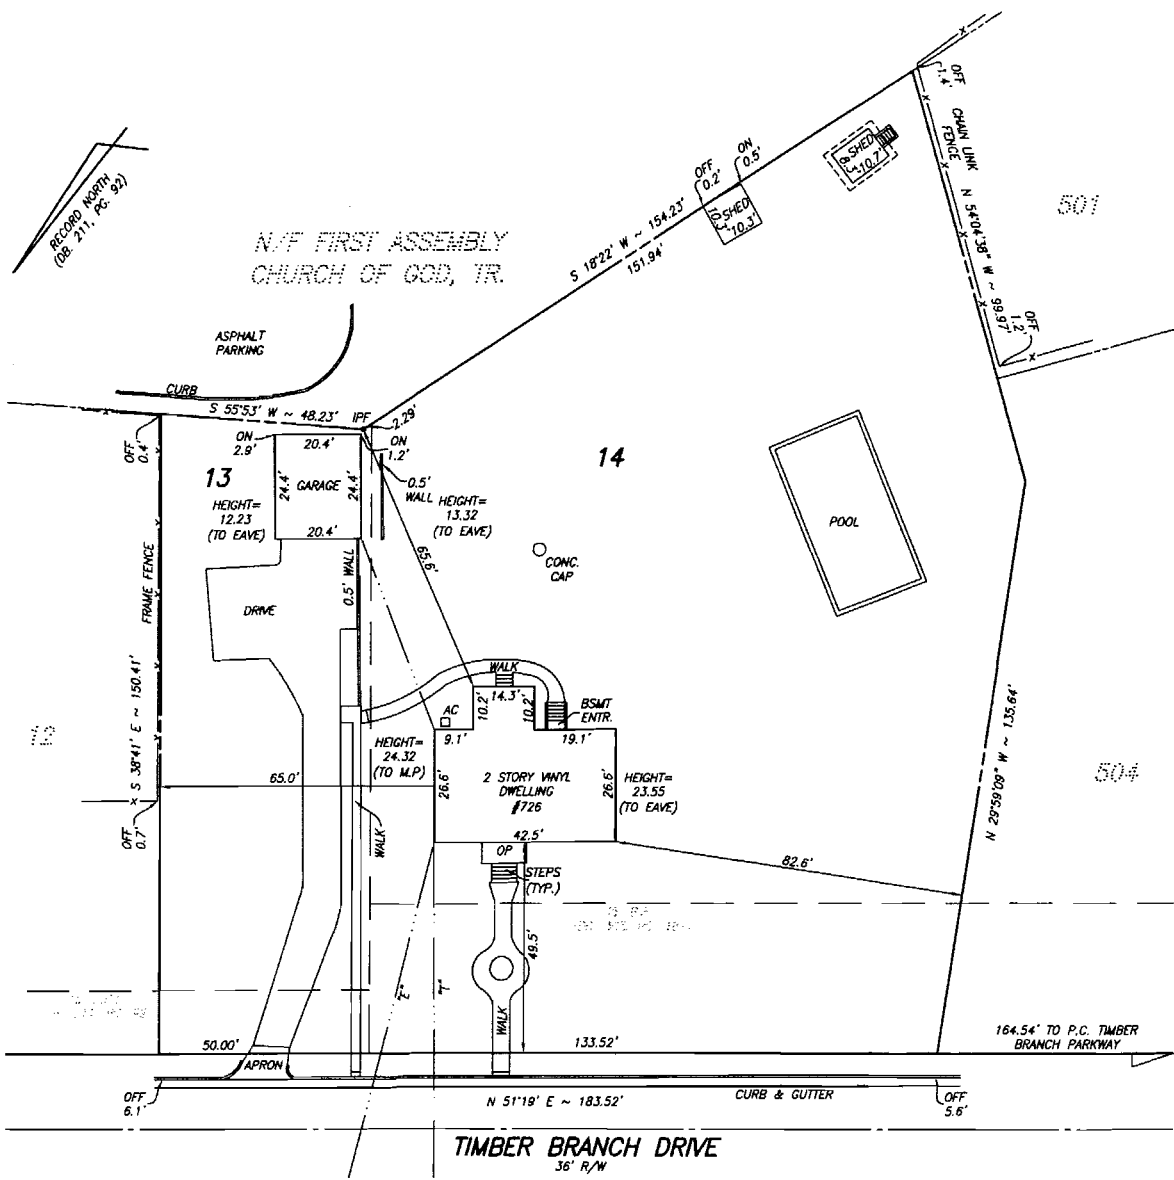 OFF
1.4'
CHAIN LINK
FENCE
N 54°04'38" W ~ 99.97'
OFF
1.2'
501
SHED
8.3'
10.7'
ON
0.5'
OFF
0.2'
SHED
10.3'
10.3'
S 18°22' W ~ 154.23'
151.94'
RECORD NORTH
(DB. 211, PG. 92)
N/F FIRST ASSEMBLY
CHURCH OF GOD, TR.
ASPHALT
PARKING
CURB
S 55°53' W ~ 48.23'
IPF
2.29'
OFF
0.4'
ON
2.9'
20.4'
ON
1.2'
13
24.4'
GARAGE
24.4'
20.4'
HEIGHT=
12.23
(TO EAVE)
0.5'
WALL
HEIGHT=
13.32
(TO EAVE)
14
POOL
CONC.
CAP
65.6'
FRAME FENCE
0.5' WALL
DRIVE
S 38°41' E ~ 150.41'
12
WALK
14.3'
10.2'
10.2'
BSMT
ENTR.
AC
9.1'
19.1'
HEIGHT=
24.32
(TO M.P)
26.6'
2 STORY VINYL
DWELLING
#726
26.6'
HEIGHT=
23.55
(TO EAVE)
42.5'
65.0'
OFF
0.7'
WALK
OP
STEPS
(TYP.)
82.6'
N 29°59'09" W ~ 135.64'
504
49.5'
"E"
"T"
WALK
50.00'
APRON
133.52'
164.54' TO P.C. TIMBER
BRANCH PARKWAY
OFF
6.1'
N 51°19' E ~ 183.52'
CURB & GUTTER
OFF
5.6'
TIMBER BRANCH DRIVE
36' R/W